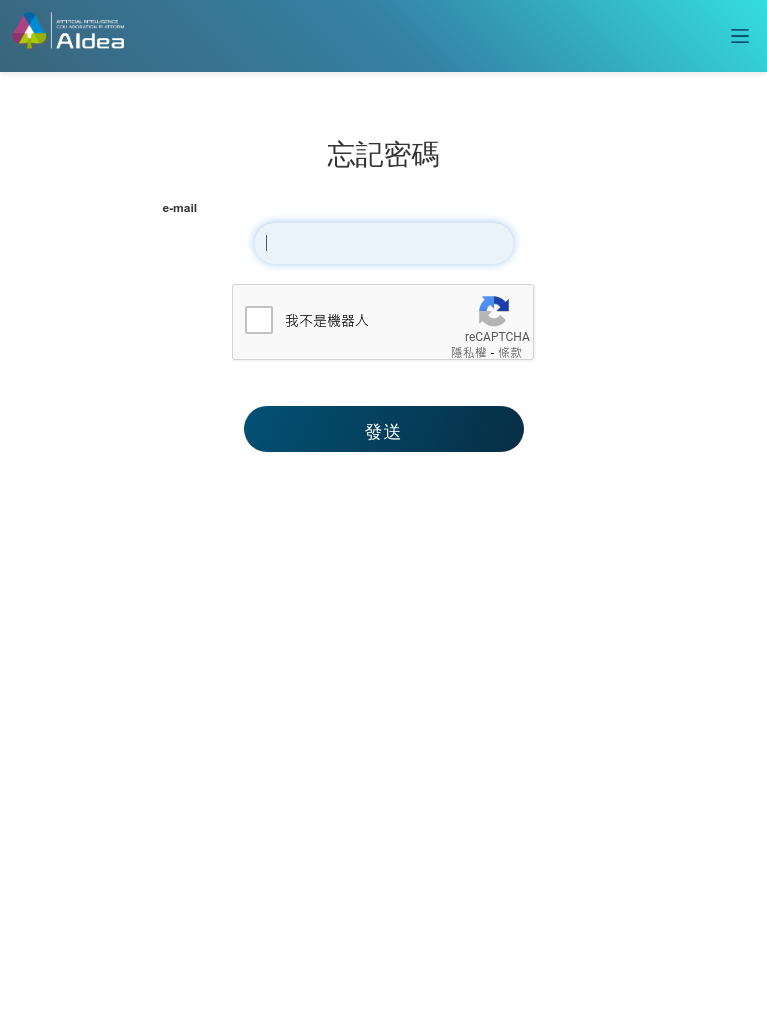 ARTIFICIAL INTELLIGENCE
COLLABORATION PLATFORM
AIdea
忘記密碼
e-mail
我不是機器人
reCAPTCHA
隱私權 - 條款
發送